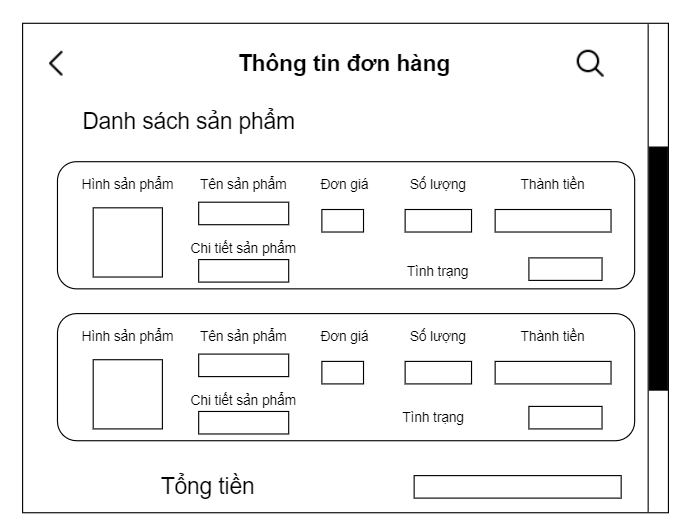 Thông tin đơn hàng
Danh sách sản phẩm
Hình sản phẩm Tên sản phẩm Đơn giá Số lượng Thành tiền
Chi tiết sản phẩm
Tình trạng
Hình sản phẩm Tên sản phẩm Đơn giá Số lượng Thành tiền
Chi tiết sản phẩm
Tình trạng
Tổng tiền